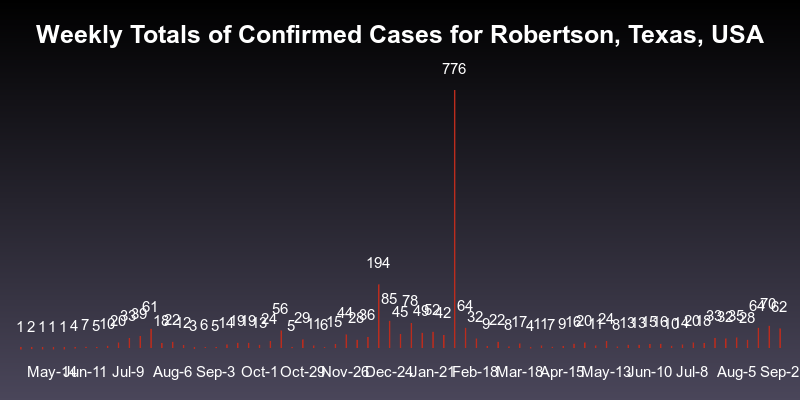 Weekly Totals of Confirmed Cases for Robertson, Texas, USA
1 2 1 1 1 4 7 5 10 20 33 39 61 18 22 12 3 6 5 14 19 19 13 24 56 5 29 11 6 15 44 28 36 194 85 45 78 49 52 42 776 64 32 9 22 8 17 4 11 7 9 16 20 11 24 8 13 13 15 16 10 14 20 18 33 32 35 28 64 70 62
May-14 Jun-11 Jul-9 Aug-6 Sep-3 Oct-1 Oct-29 Nov-26 Dec-24 Jan-21 Feb-18 Mar-18 Apr-15 May-13 Jun-10 Jul-8 Aug-5 Sep-2